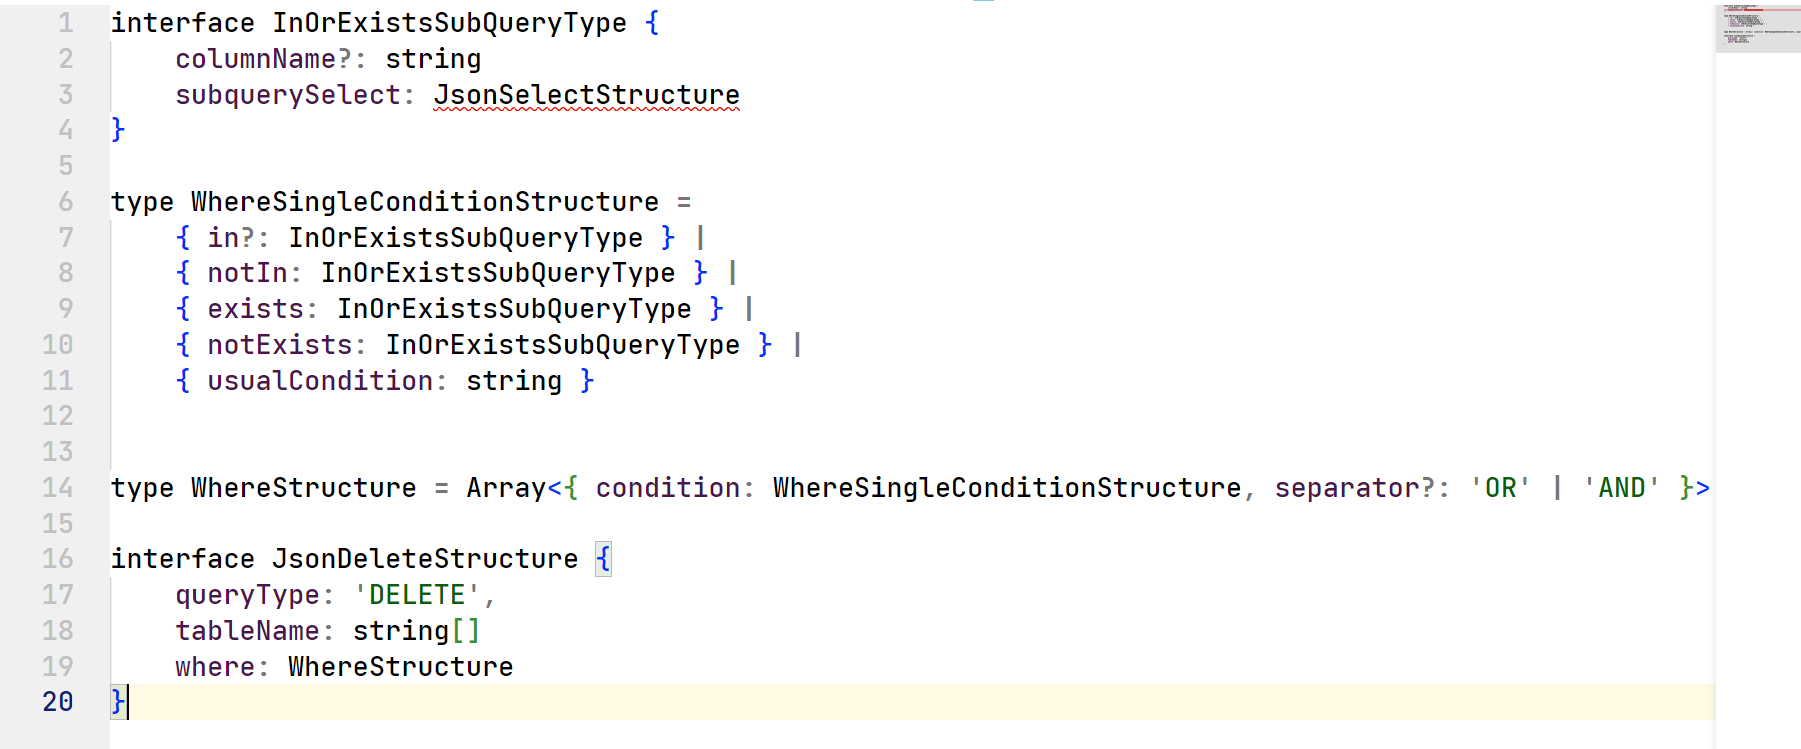 1 interface InOrExistsSubQueryType {
2 columnName?: string
3 subquerySelect: JsonSelectStructure
4 }
5
6 type WhereSingleConditionStructure =
7 { in?: InOrExistsSubQueryType } |
8 { notIn: InOrExistsSubQueryType } |
9 { exists: InOrExistsSubQueryType } |
10 { notExists: InOrExistsSubQueryType } |
11 { usualCondition: string }
12
13
14 type WhereStructure = Array<{ condition: WhereSingleConditionStructure, separator?: 'OR' | 'AND' }>
15
16 interface JsonDeleteStructure {
17 queryType: 'DELETE',
18 tableName: string[]
19 where: WhereStructure
20 }